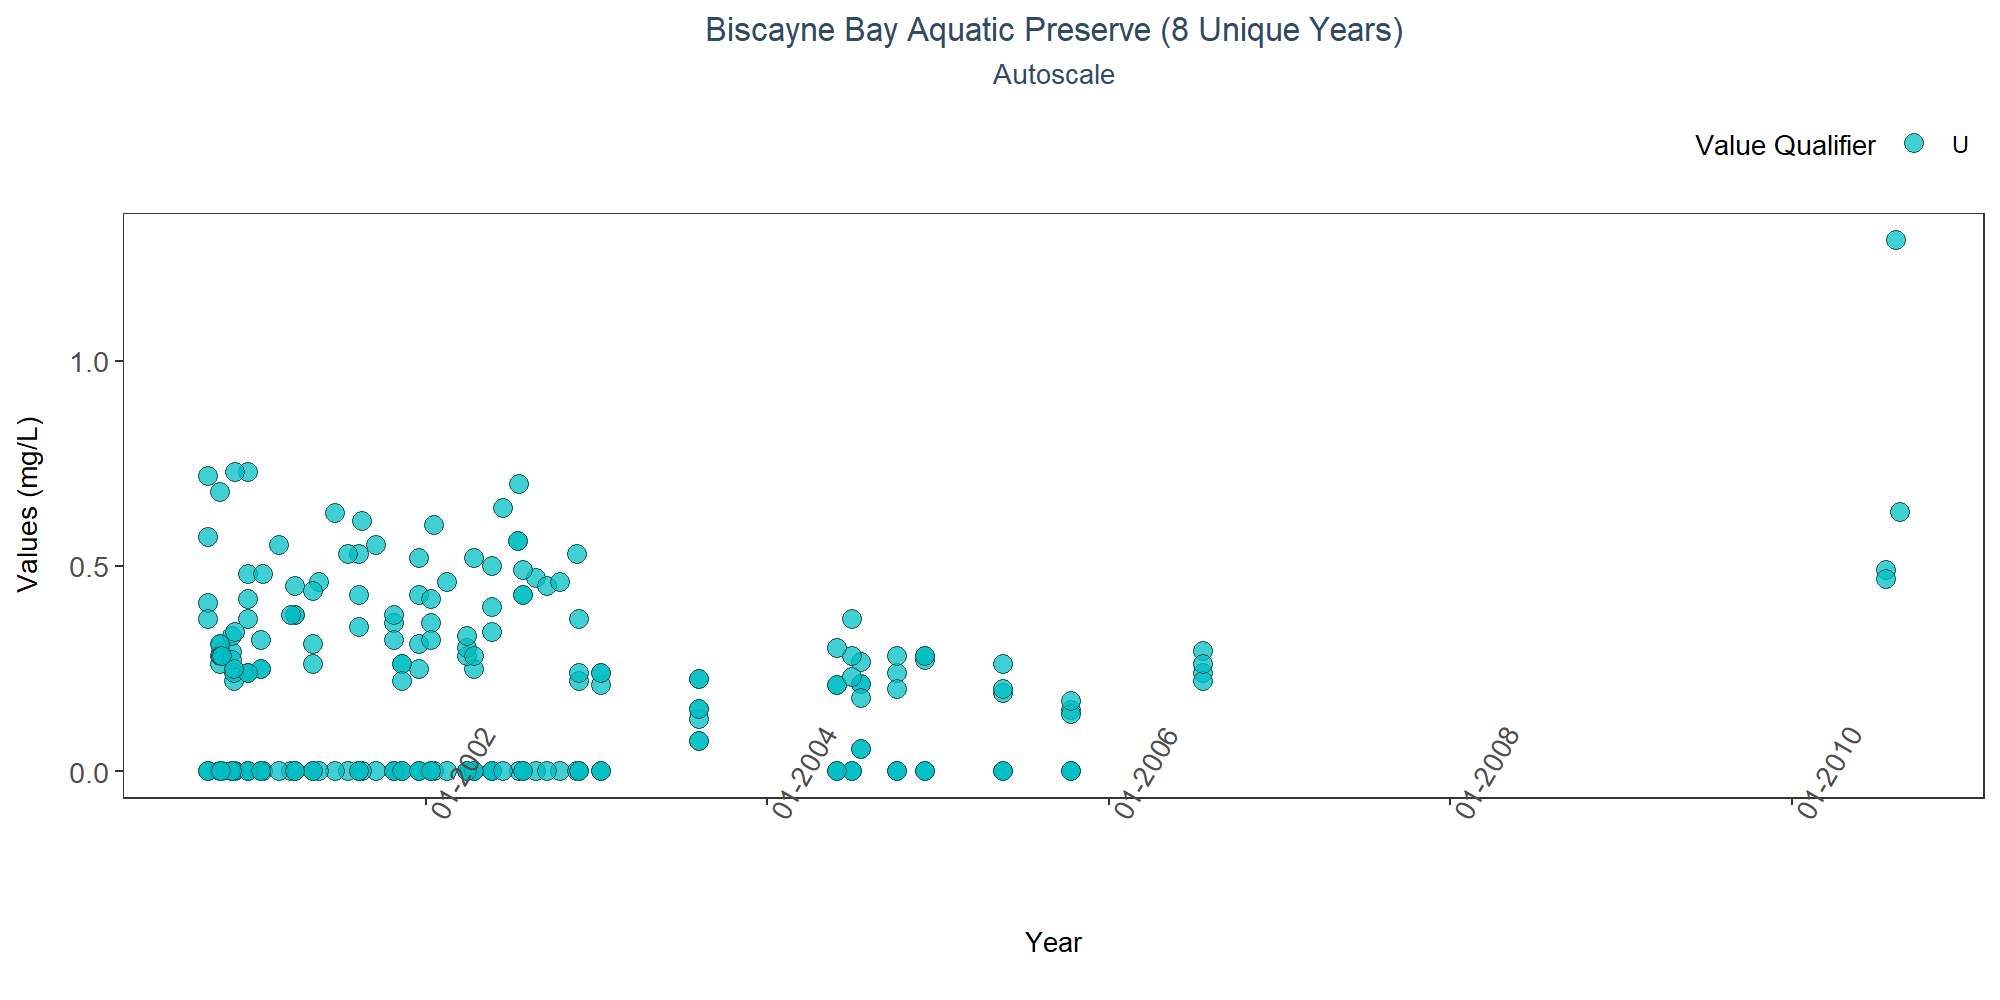 Biscayne Bay Aquatic Preserve (8 Unique Years)
Autoscale
Value Qualifier U
Values (mg/L)
1.0
0.5
0.0
01-2002
01-2004
01-2006
01-2008
01-2010
Year